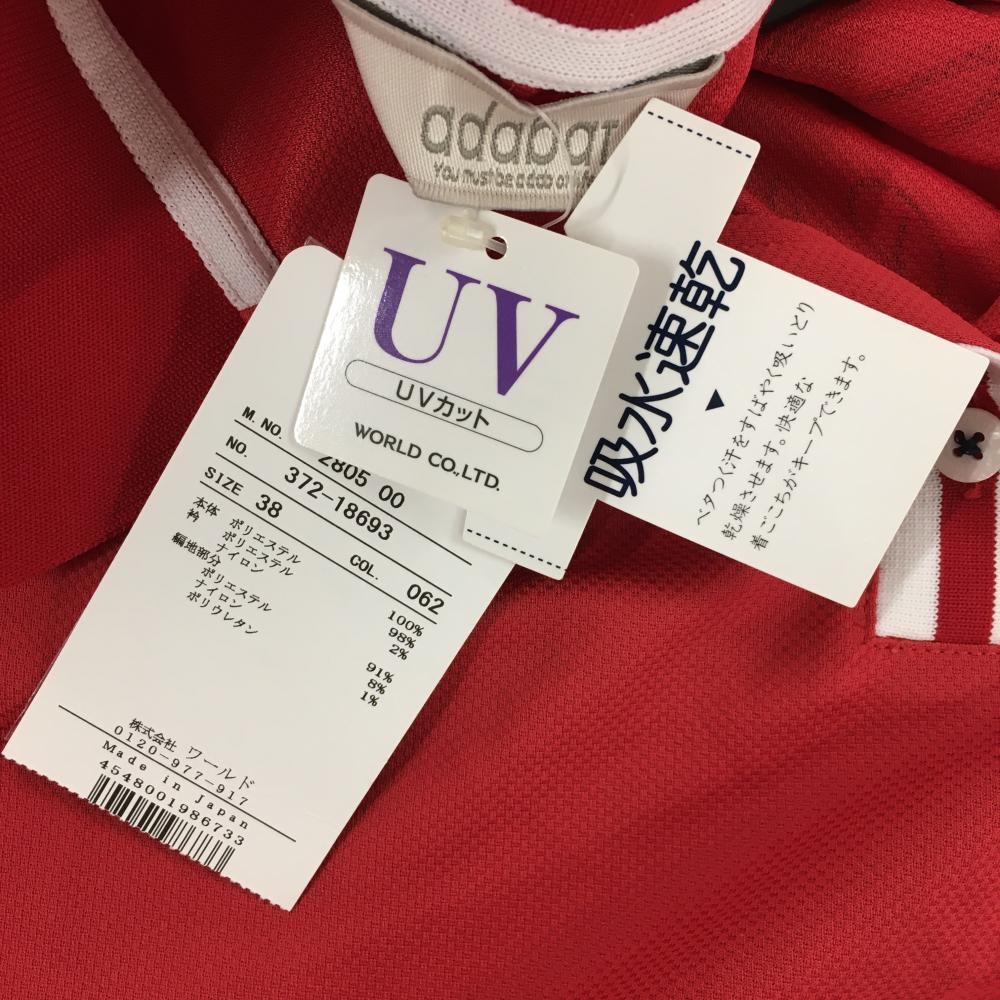 adabat
You must be adabat
UV
UVカット
WORLD CO.,LTD.
吸水速乾
ベタつく汗をすばやく吸いとり
乾燥させます。快適な
着ごこちがキープできます。
M. NO. 2805 00
NO. 372-18693
SIZE 38 COL. 062
本体 ポリエステル 100%
衿 ポリエステル 98%
ナイロン 2%
編地部分
ポリエステル 91%
ナイロン 8%
ポリウレタン 1%
株式会社 ワールド
0120-977-917
Made in Japan
4548001986733